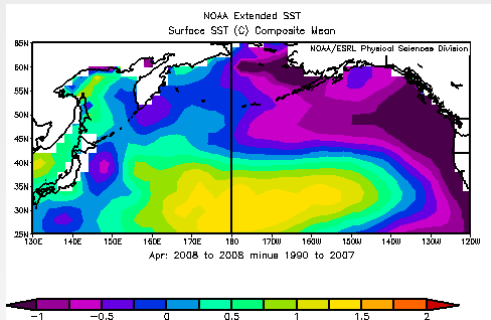 NOAA Extended SST
Surface SST (C) Composite Mean
NOAA/ESRL Physical Sciences Division
65N
60N
55N
50N
45N
40N
35N
30N
25N
130E 140E 150E 160E 170E 180 170W 160W 150W 140W 130W 120W
Apr: 2008 to 2008 minus 1990 to 2007
-1 -0.5 0 0.5 1 1.5 2